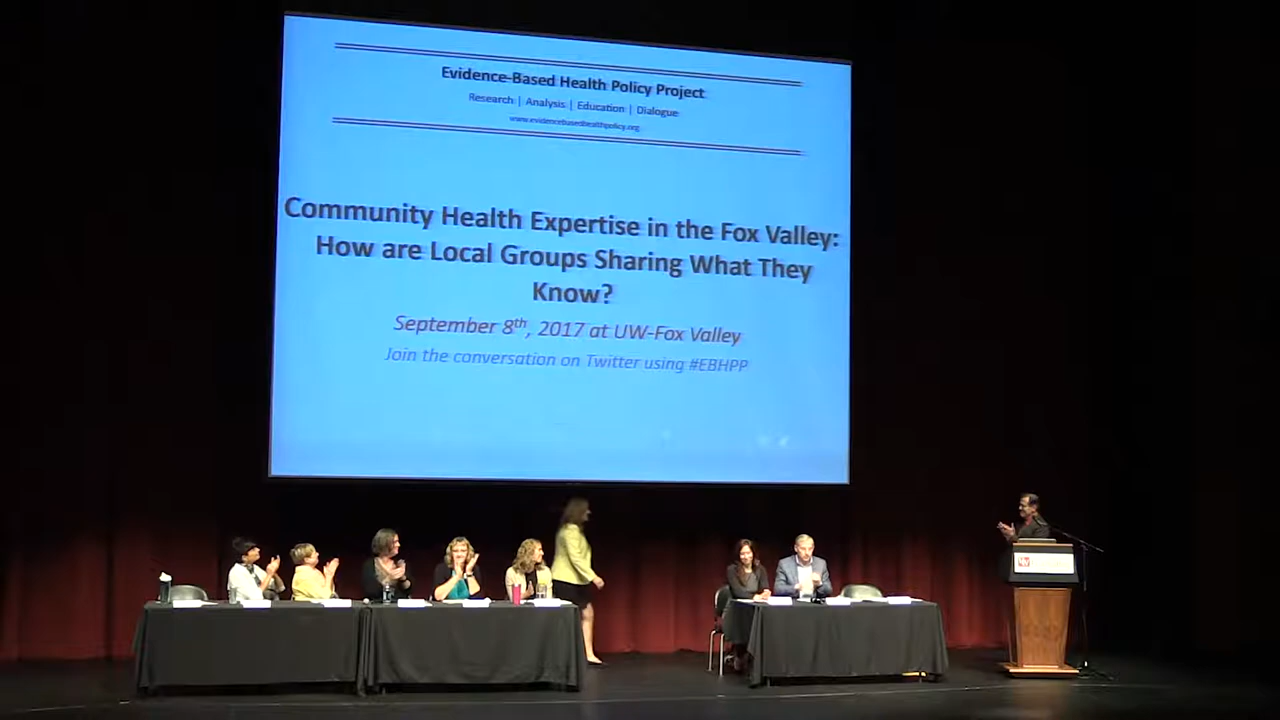 Evidence-Based Health Policy Project
Research | Analysis | Education | Dialogue
www.evidencebasedhealthpolicy.org
Community Health Expertise in the Fox Valley:
How are Local Groups Sharing What They
Know?
September 8th, 2017 at UW-Fox Valley
Join the conversation on Twitter using #EBHPP